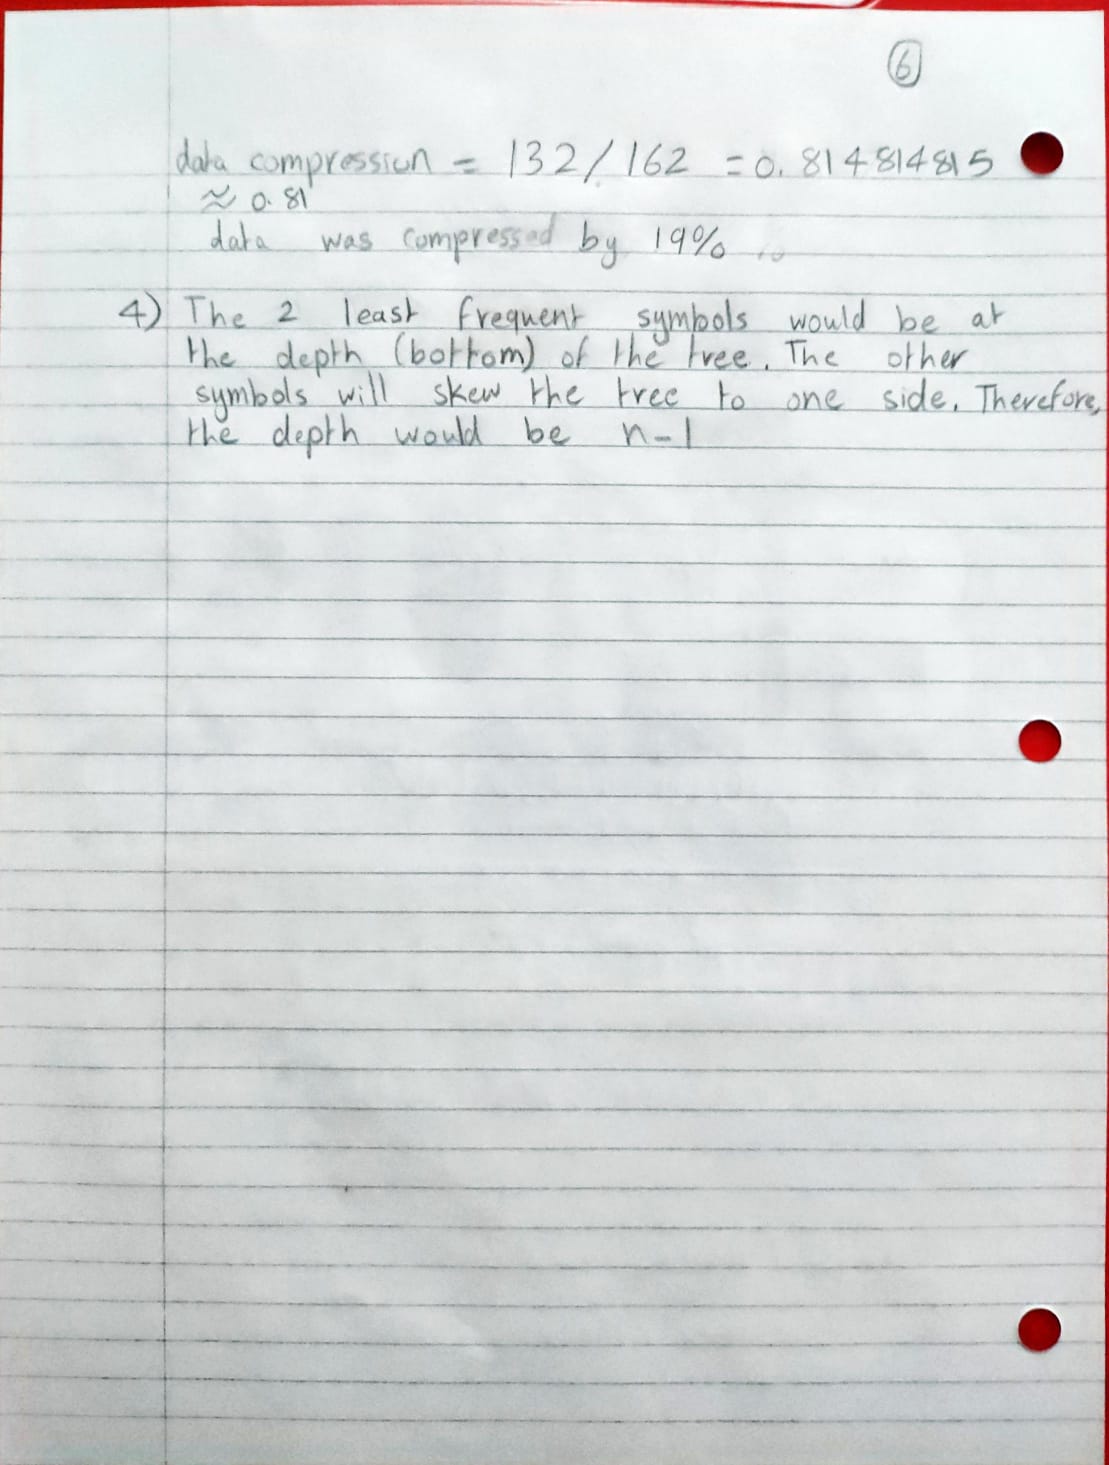 6
data compression = 132/162 = 0.814814815
≈ 0.81
data was compressed by 19%
4) The 2 least frequent symbols would be at
the depth (bottom) of the tree. The other
symbols will skew the tree to one side. Therefore,
the depth would be n-1